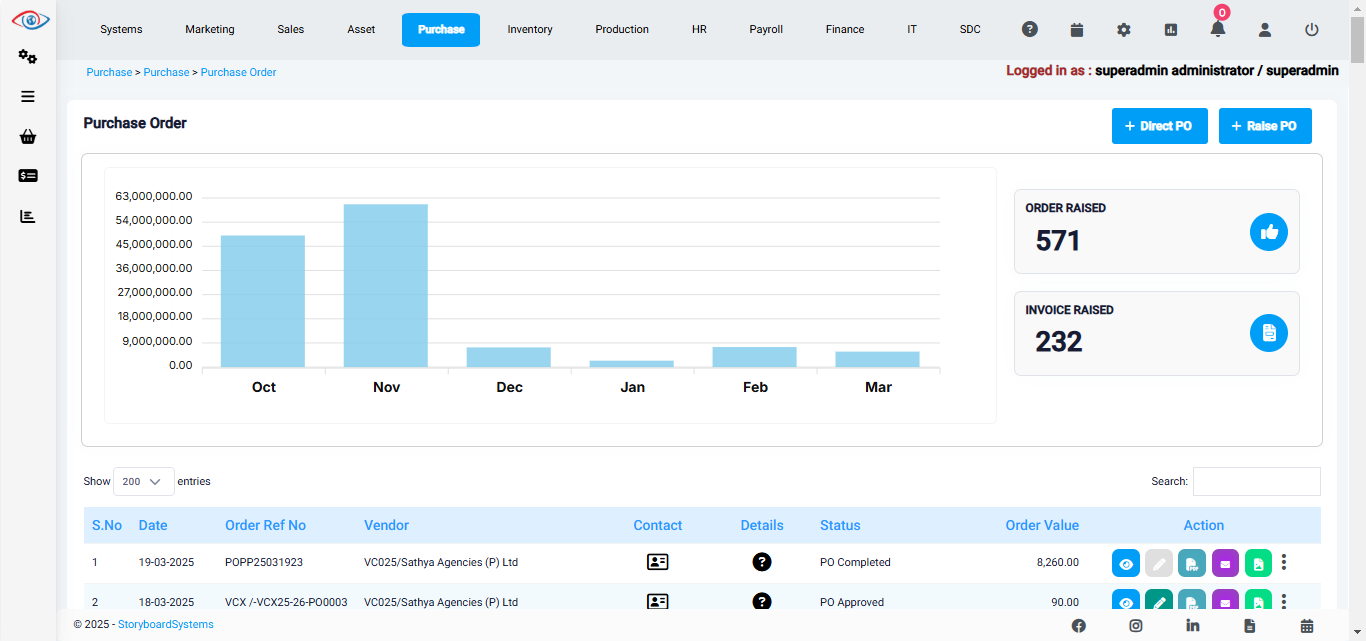 Systems Marketing Sales Asset Purchase Inventory Production HR Payroll Finance IT SDC 0
Purchase > Purchase > Purchase Order Logged in as : superadmin administrator / superadmin
Purchase Order + Direct PO + Raise PO
63,000,000.00
54,000,000.00
45,000,000.00
36,000,000.00
27,000,000.00
18,000,000.00
9,000,000.00
0.00
Oct Nov Dec Jan Feb Mar
ORDER RAISED
571
INVOICE RAISED
232
Show 200 entries Search:
S.No Date Order Ref No Vendor Contact Details Status Order Value Action
1 19-03-2025 POPP25031923 VC025/Sathya Agencies (P) Ltd PO Completed 8,260.00
2 18-03-2025 VCX /-VCX25-26-PO0003 VC025/Sathya Agencies (P) Ltd PO Approved 90.00
© 2025 - StoryboardSystems